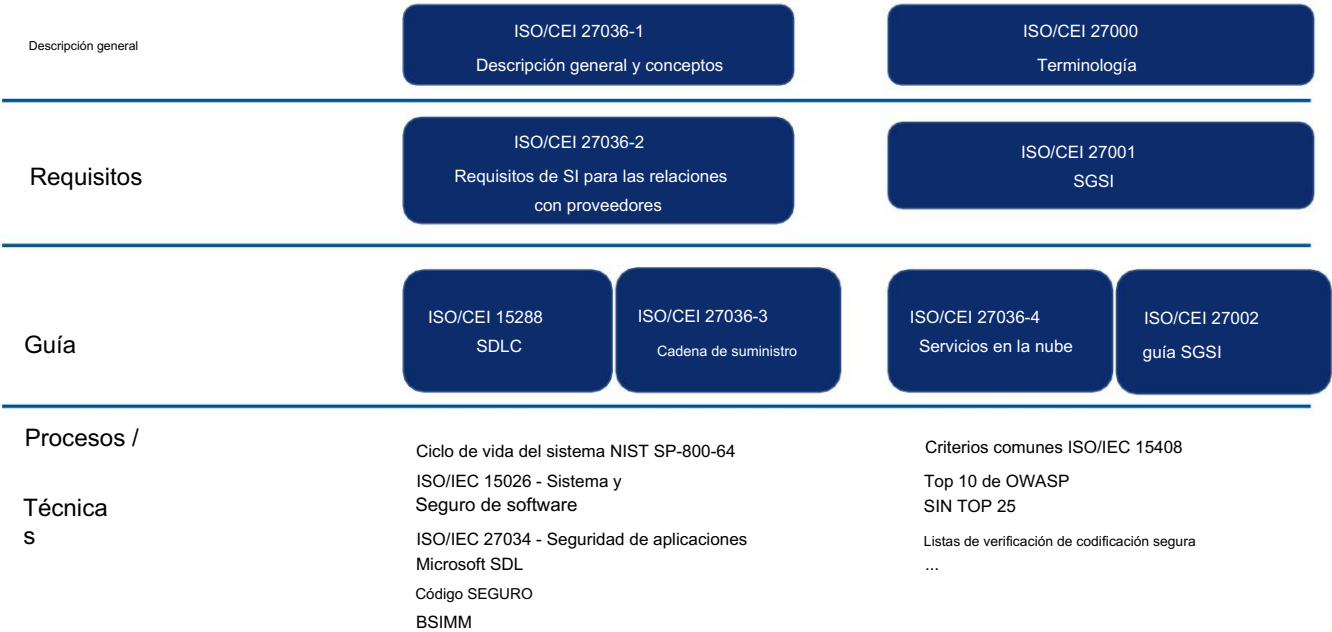 Descripción general
ISO/CEI 27036-1
Descripción general y conceptos
ISO/CEI 27000
Terminología
Requisitos
ISO/CEI 27036-2
Requisitos de SI para las relaciones
con proveedores
ISO/CEI 27001
SGSI
Guía
ISO/CEI 15288
SDLC
ISO/CEI 27036-3
Cadena de suministro
ISO/CEI 27036-4
Servicios en la nube
ISO/CEI 27002
guía SGSI
Procesos /
Técnica
s
Ciclo de vida del sistema NIST SP-800-64
ISO/IEC 15026 - Sistema y
Seguro de software
ISO/IEC 27034 - Seguridad de aplicaciones
Microsoft SDL
Código SEGURO
BSIMM
Criterios comunes ISO/IEC 15408
Top 10 de OWASP
SIN TOP 25
Listas de verificación de codificación segura
...